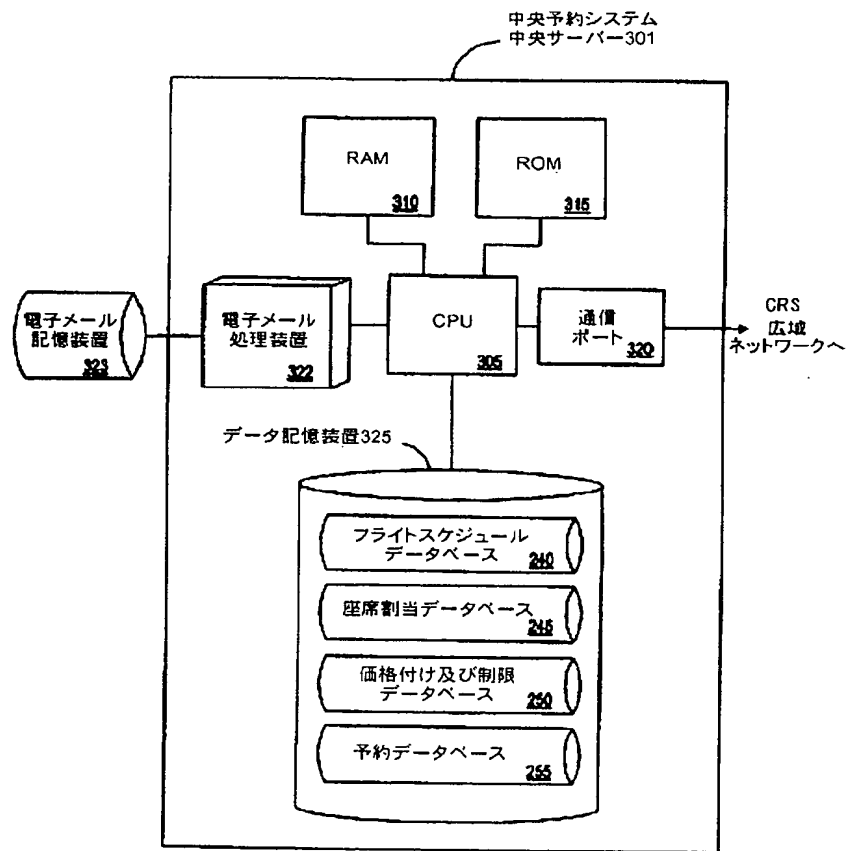 中央予約システム
中央サーバー301
RAM
310
ROM
315
電子メール
記憶装置
323
電子メール
処理装置
322
CPU
305
通信
ポート
320
CRS
広域
ネットワークへ
データ記憶装置325
フライトスケジュール
データベース
240
座席割当データベース
245
価格付け及び制限
データベース
250
予約データベース
255